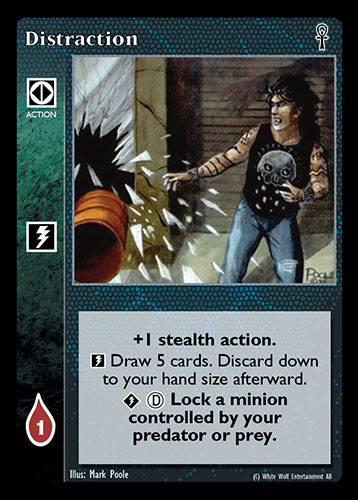 Distraction
ACTION
POOLE
+1 stealth action.
Draw 5 cards. Discard down
to your hand size afterward.
D Lock a minion
controlled by your
predator or prey.
1
Illus: Mark Poole
(C) White Wolf Entertainment AB